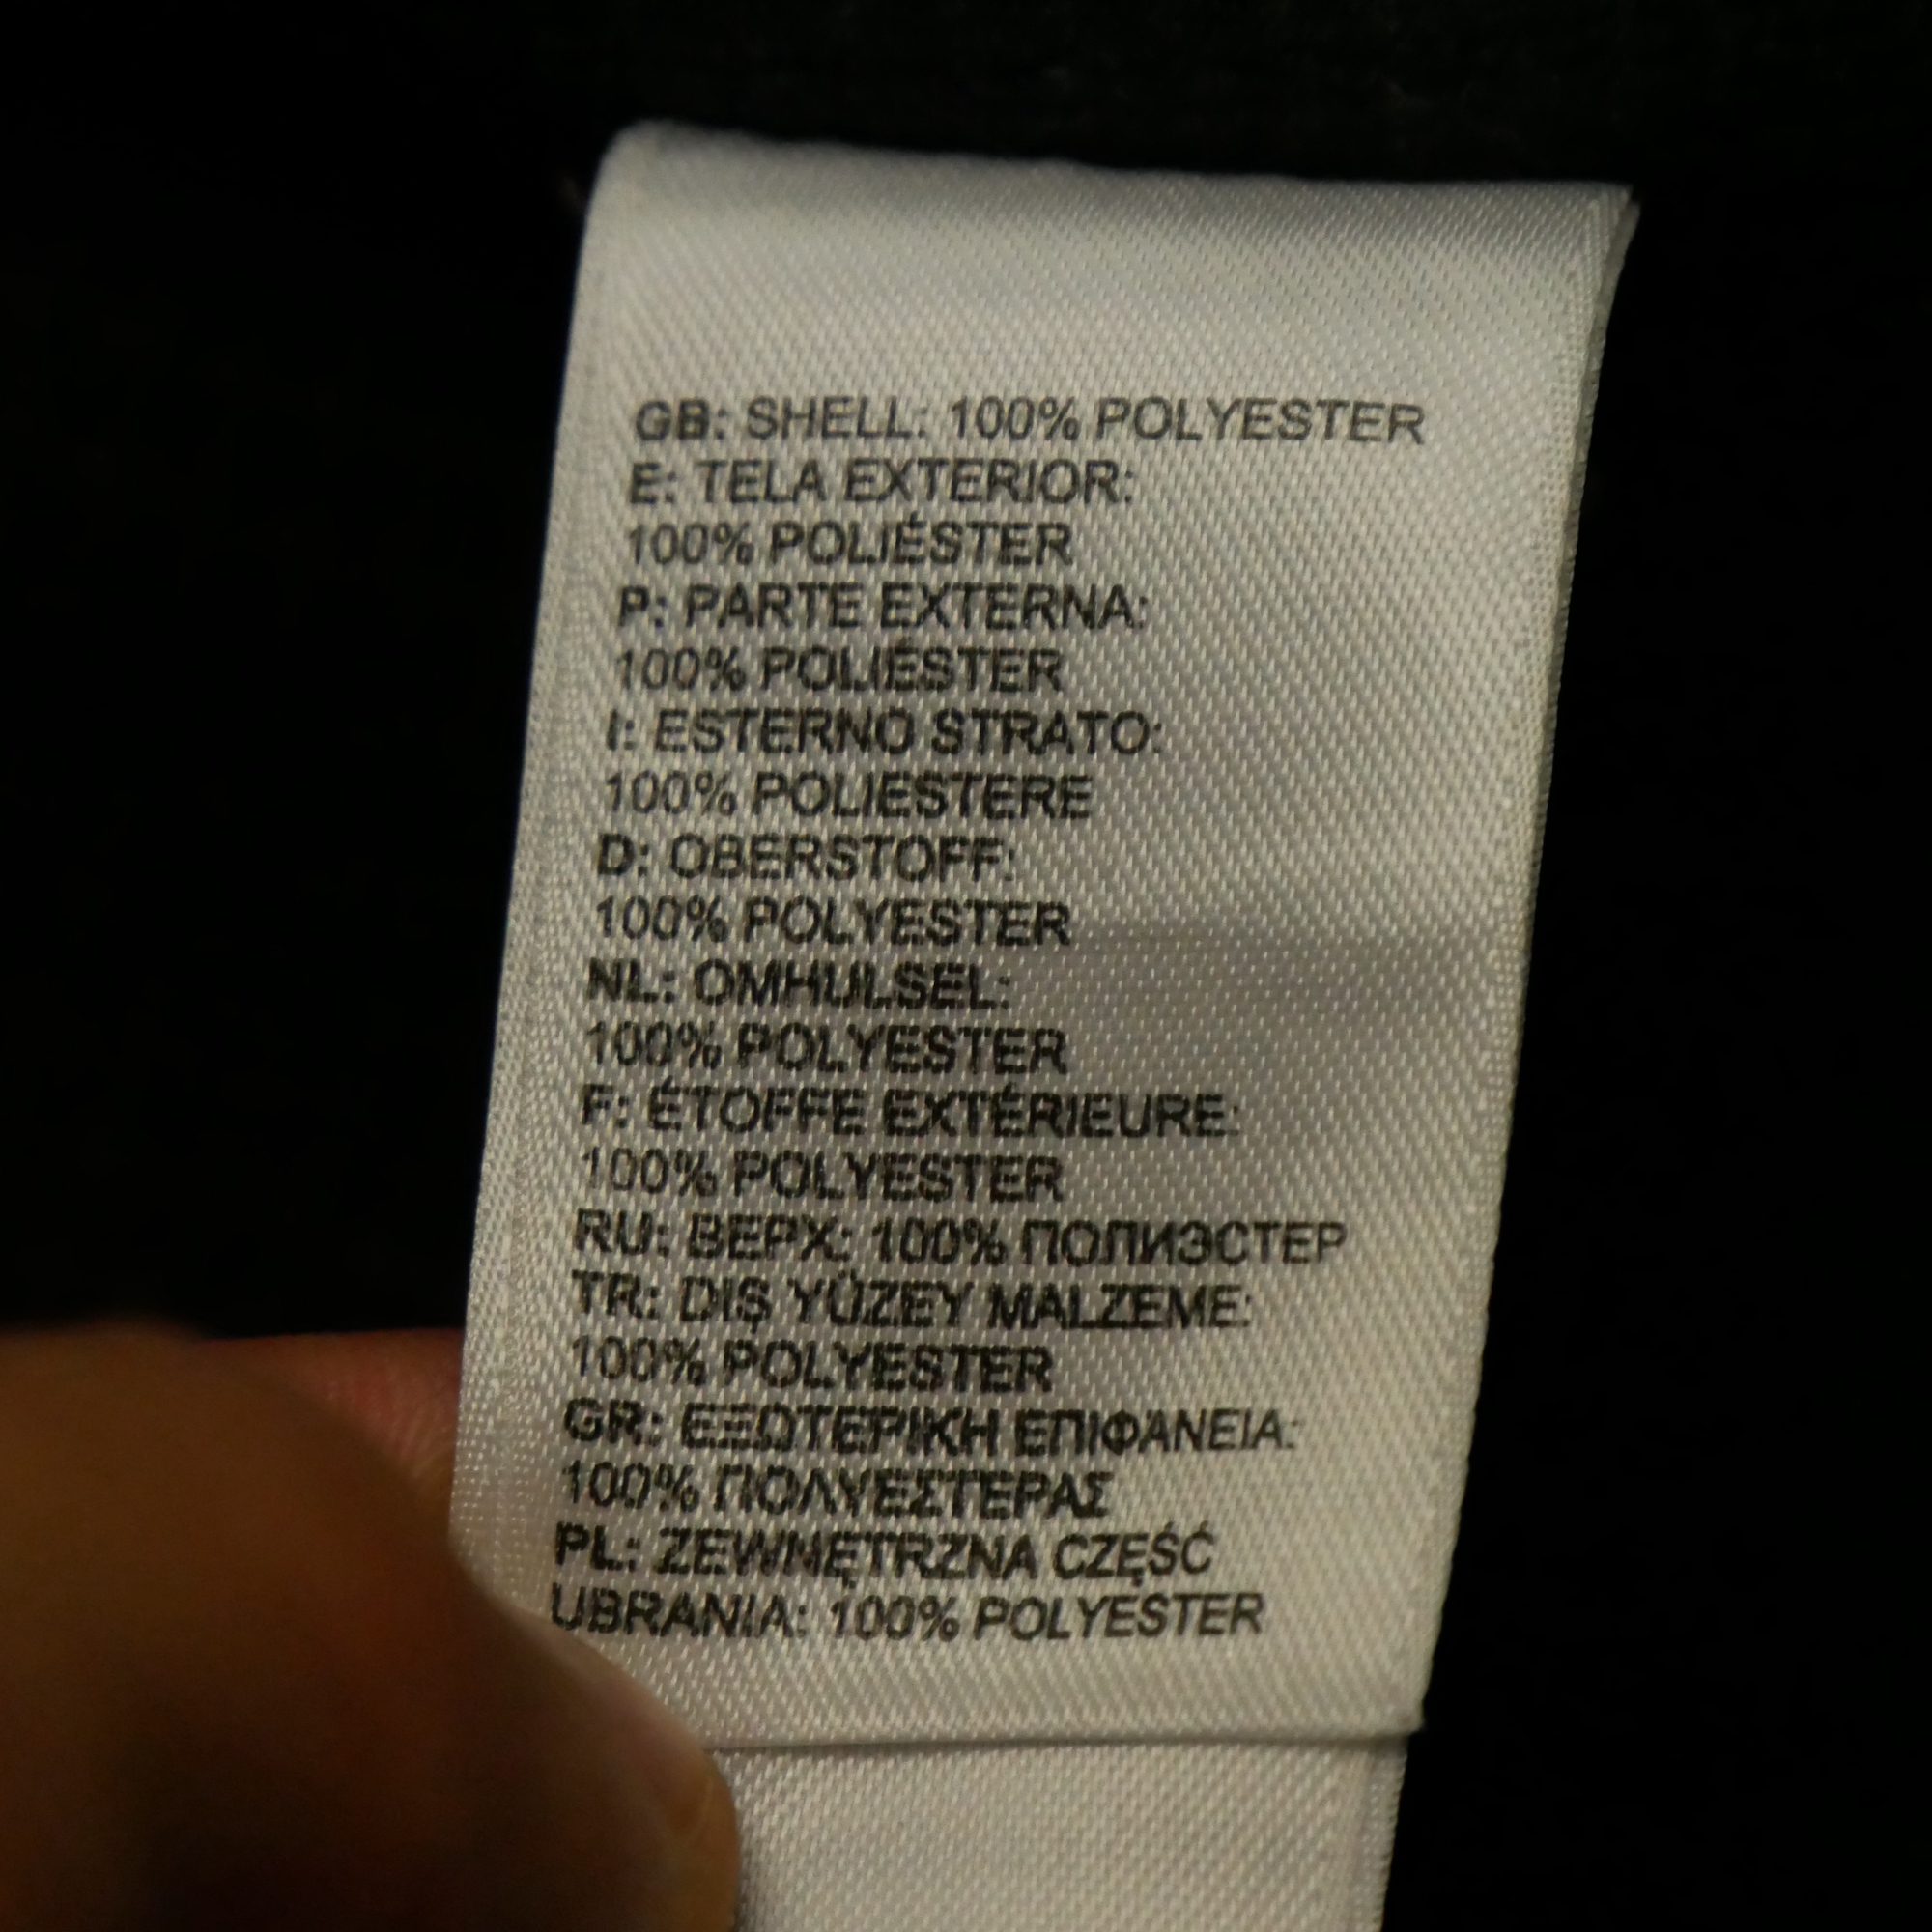 GB: SHELL: 100% POLYESTER
E: TELA EXTERIOR:
100% POLIÉSTER
P: PARTE EXTERNA:
100% POLIÉSTER
I: ESTERNO STRATO:
100% POLIESTERE
D: OBERSTOFF:
100% POLYESTER
NL: OMHULSEL:
100% POLYESTER
F: ÉTOFFE EXTÉRIEURE:
100% POLYESTER
RU: ВЕРХ: 100% ПОЛИЭСТЕР
TR: DIŞ YÜZEY MALZEME:
100% POLYESTER
GR: ΕΞΩΤΕΡΙΚΗ ΕΠΙΦΆΝΕΙΑ:
100% ΠΟΛΥΕΣΤΕΡΑΣ
PL: ZEWNĘTRZNA CZĘŚĆ
UBRANIA: 100% POLYESTER